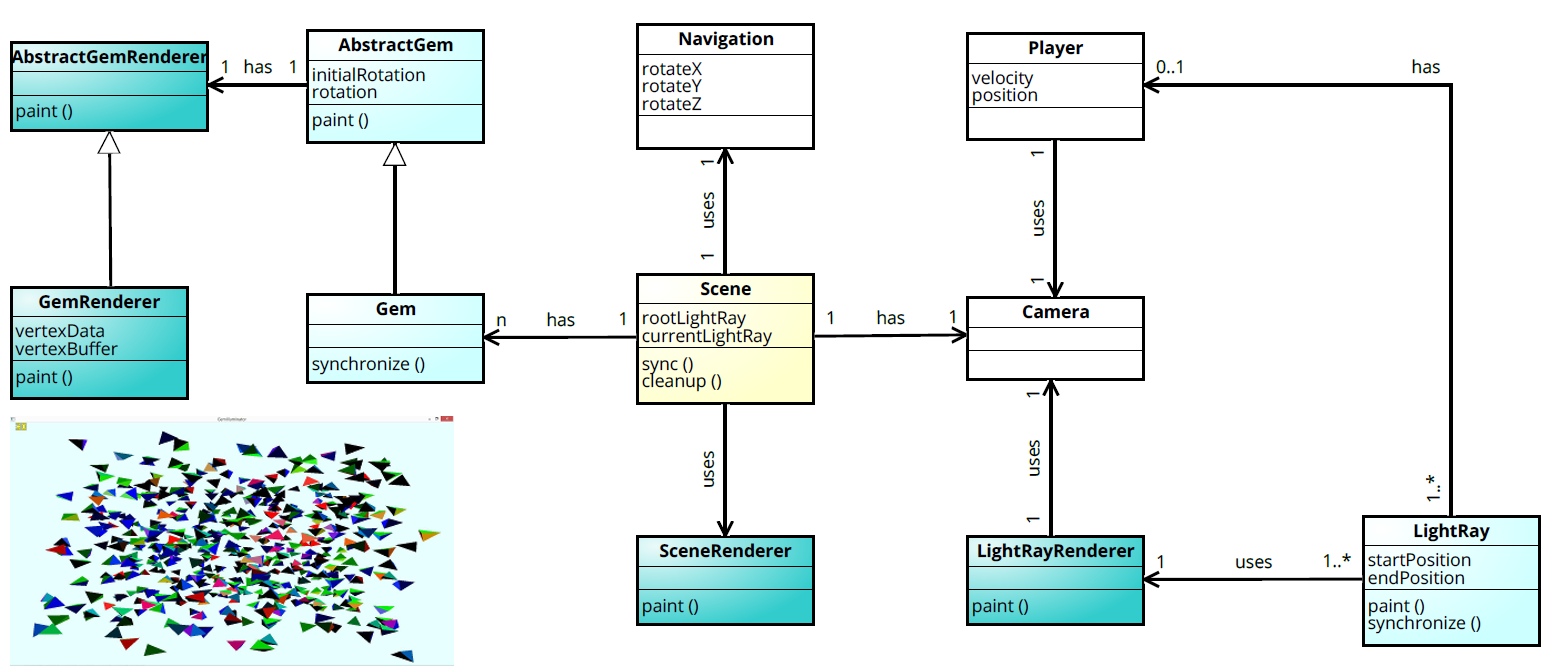 AbstractGemRenderer
paint ()
1 has 1
AbstractGem
initialRotation
rotation
paint ()
Navigation
rotateX
rotateY
rotateZ
Player
velocity
position
0..1 has
1
uses
1
1
uses
1
GemRenderer
vertexData
vertexBuffer
paint ()
Gem
synchronize ()
n has 1
Scene
rootLightRay
currentLightRay
sync ()
cleanup ()
1 has 1
Camera
uses
1
uses
1
1..*
SceneRenderer
paint ()
LightRayRenderer
paint ()
1 uses 1..*
LightRay
startPosition
endPosition
paint ()
synchronize ()